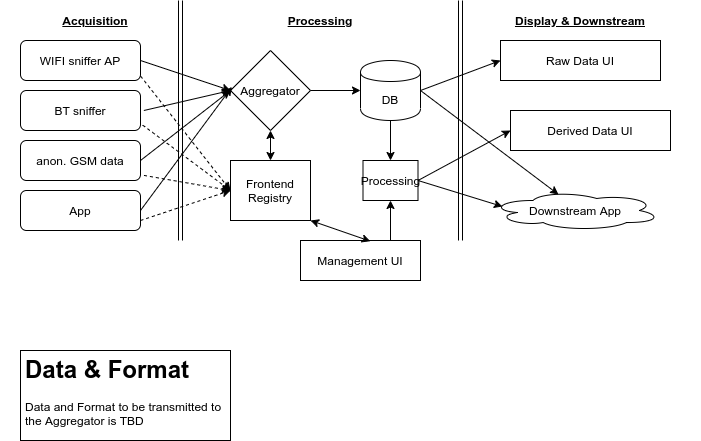 Acquisition
Processing
Display & Downstream
WIFI sniffer AP
BT sniffer
anon. GSM data
App
Aggregator
DB
Frontend
Registry
Processing
Management UI
Raw Data UI
Derived Data UI
Downstream App
Data & Format
Data and Format to be transmitted to
the Aggregator is TBD